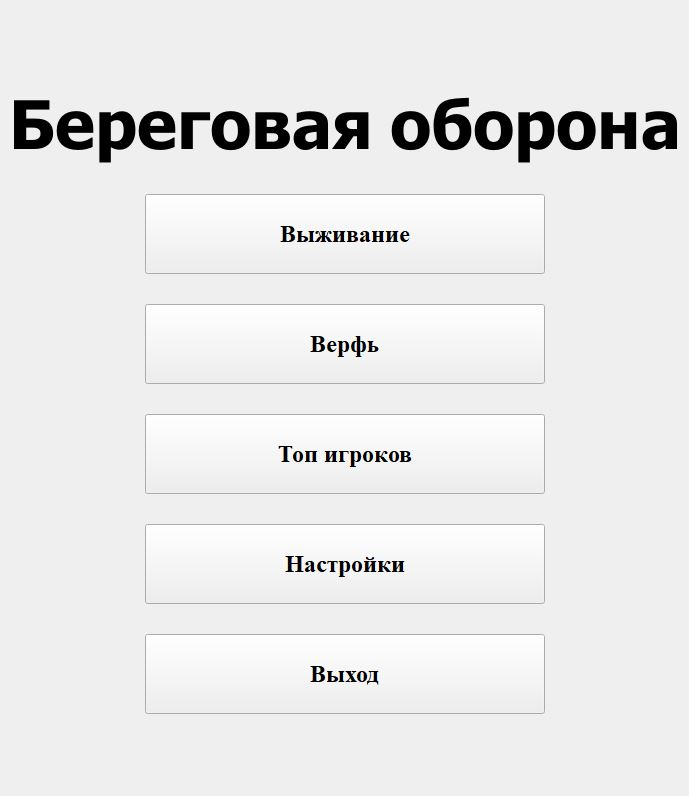 Береговая оборона
Выживание
Верфь
Топ игроков
Настройки
Выход